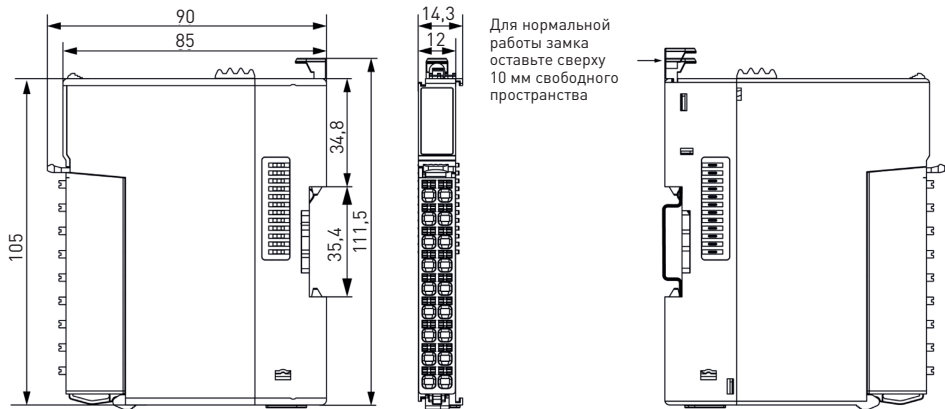 90
85
14,3
12
Для нормальной
работы замка
оставьте сверху
10 мм свободного
пространства
34,8
35,4
111,5
105